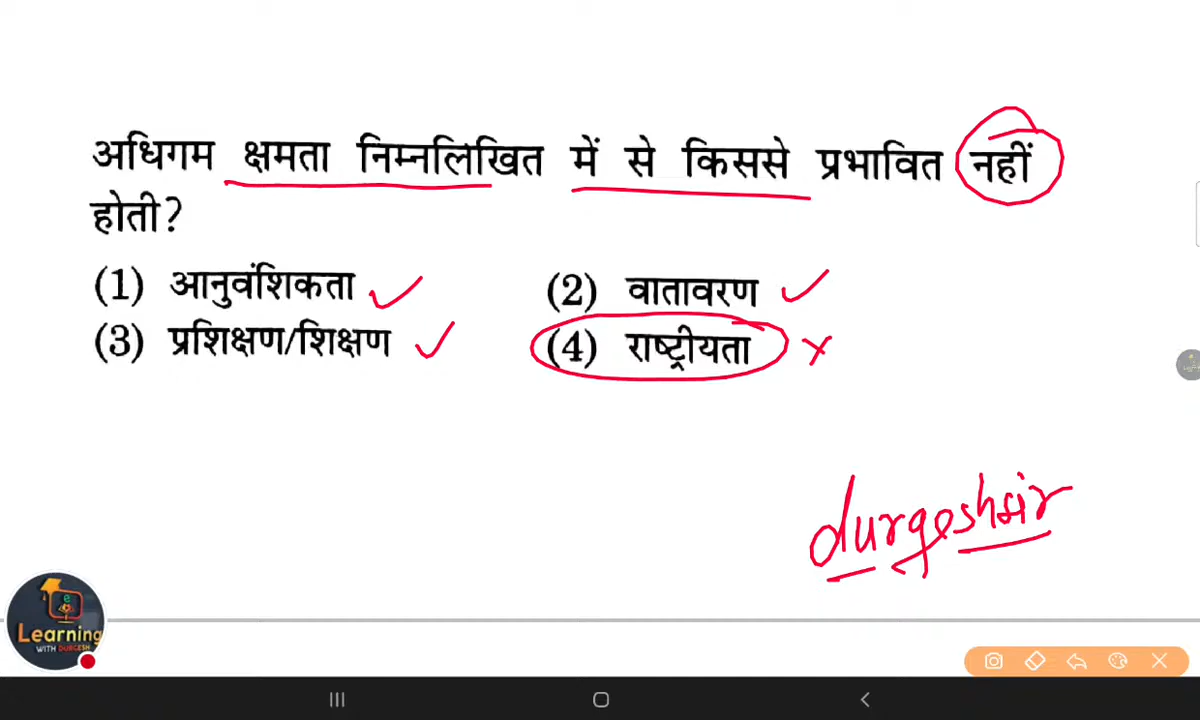 अधिगम क्षमता निम्नलिखित में से किससे प्रभावित नहीं
होती?
(1) आनुवंशिकता (2) वातावरण
(3) प्रशिक्षण/शिक्षण (4) राष्ट्रीयता
durgeshsir
e
Learning
WITH DURGESH